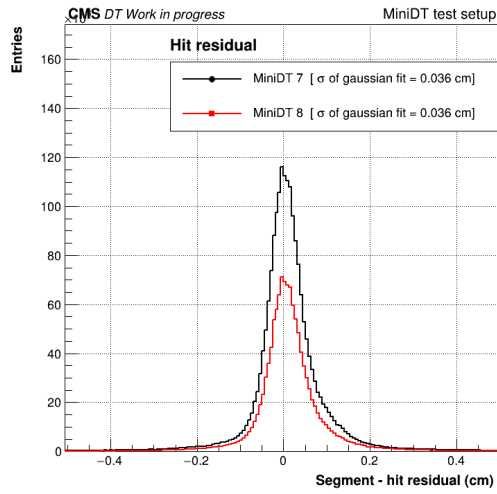 CMS DT Work in progress MiniDT test setup
×10
Hit residual
MiniDT 7 [ σ of gaussian fit = 0.036 cm]
MiniDT 8 [ σ of gaussian fit = 0.036 cm]
Entries
160
140
120
100
80
60
40
20
0
−0.4 −0.2 0 0.2 0.4
Segment - hit residual (cm)